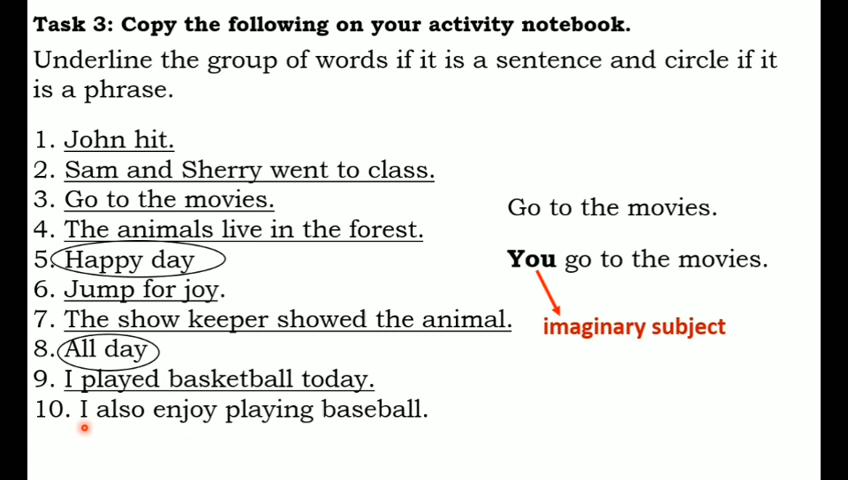 Task 3: Copy the following on your activity notebook.
Underline the group of words if it is a sentence and circle if it
is a phrase.
1. John hit.
2. Sam and Sherry went to class.
3. Go to the movies.
4. The animals live in the forest.
5. Happy day
6. Jump for joy.
7. The show keeper showed the animal.
8. All day
9. I played basketball today.
10. I also enjoy playing baseball.
Go to the movies.
You go to the movies.
imaginary subject